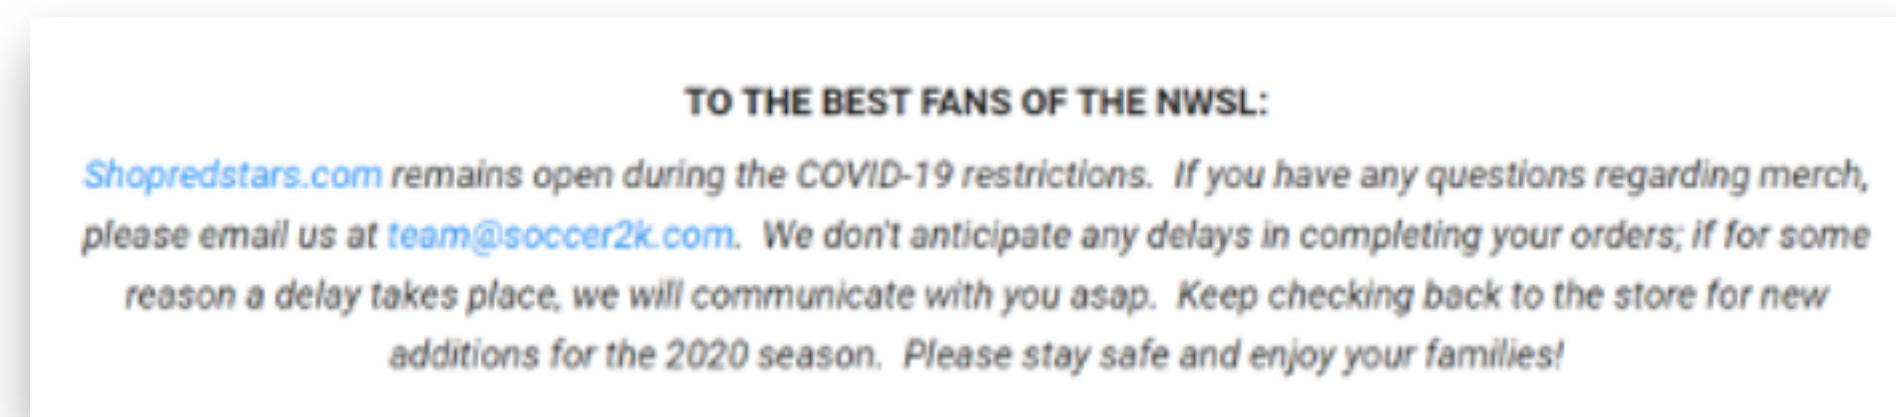 TO THE BEST FANS OF THE NWSL:
Shopredstars.com remains open during the COVID-19 restrictions.  If you have any questions regarding merch,
please email us at team@soccer2k.com.  We don't anticipate any delays in completing your orders; if for some
reason a delay takes place, we will communicate with you asap.  Keep checking back to the store for new
additions for the 2020 season.  Please stay safe and enjoy your families!